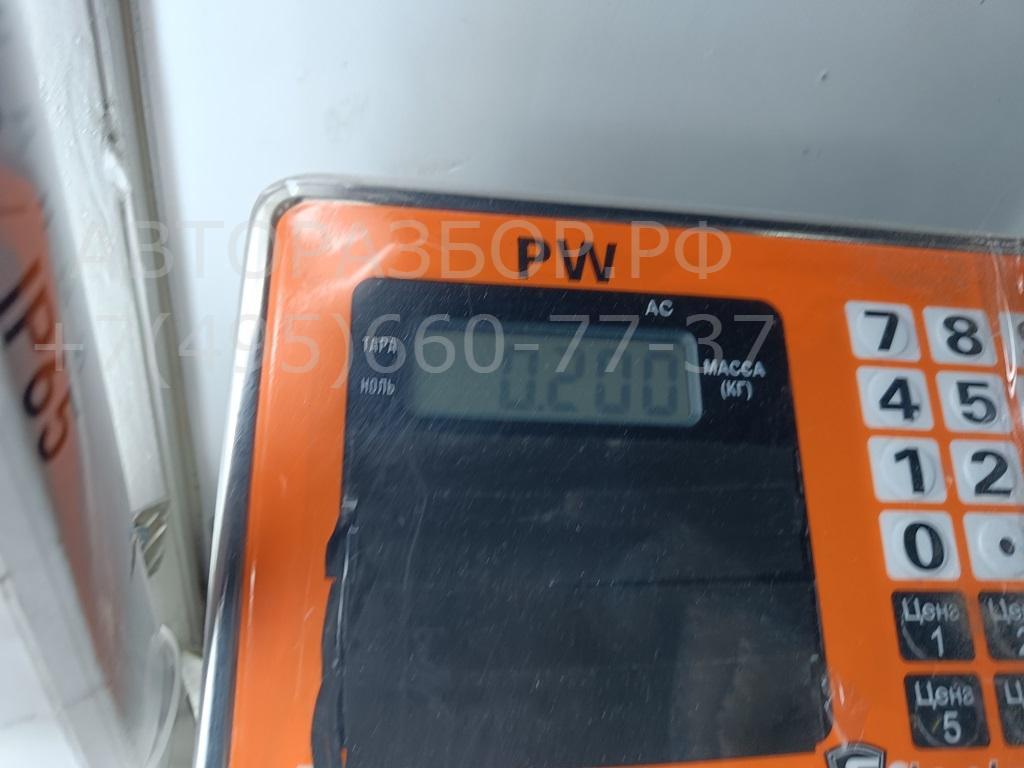 АВТОРАЗБОР.РФ
+7(495)660-77-37
IP65
PW
АС
ТАРА
НОЛЬ
0.200
МАССА
(КГ)
7 8
4 5
1 2
0 .
Цена
1
Цена
5